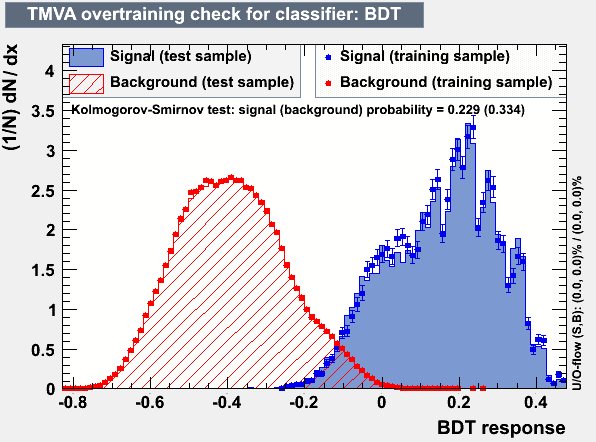 TMVA overtraining check for classifier: BDT
(1/N) dN / dx
Signal (test sample)
Background (test sample)
Signal (training sample)
Background (training sample)
Kolmogorov-Smirnov test: signal (background) probability = 0.229 (0.334)
4
3.5
3
2.5
2
1.5
1
0.5
0
-0.8 -0.6 -0.4 -0.2 0 0.2 0.4
BDT response
U/O-flow (S,B): (0.0, 0.0)% / (0.0, 0.0)%